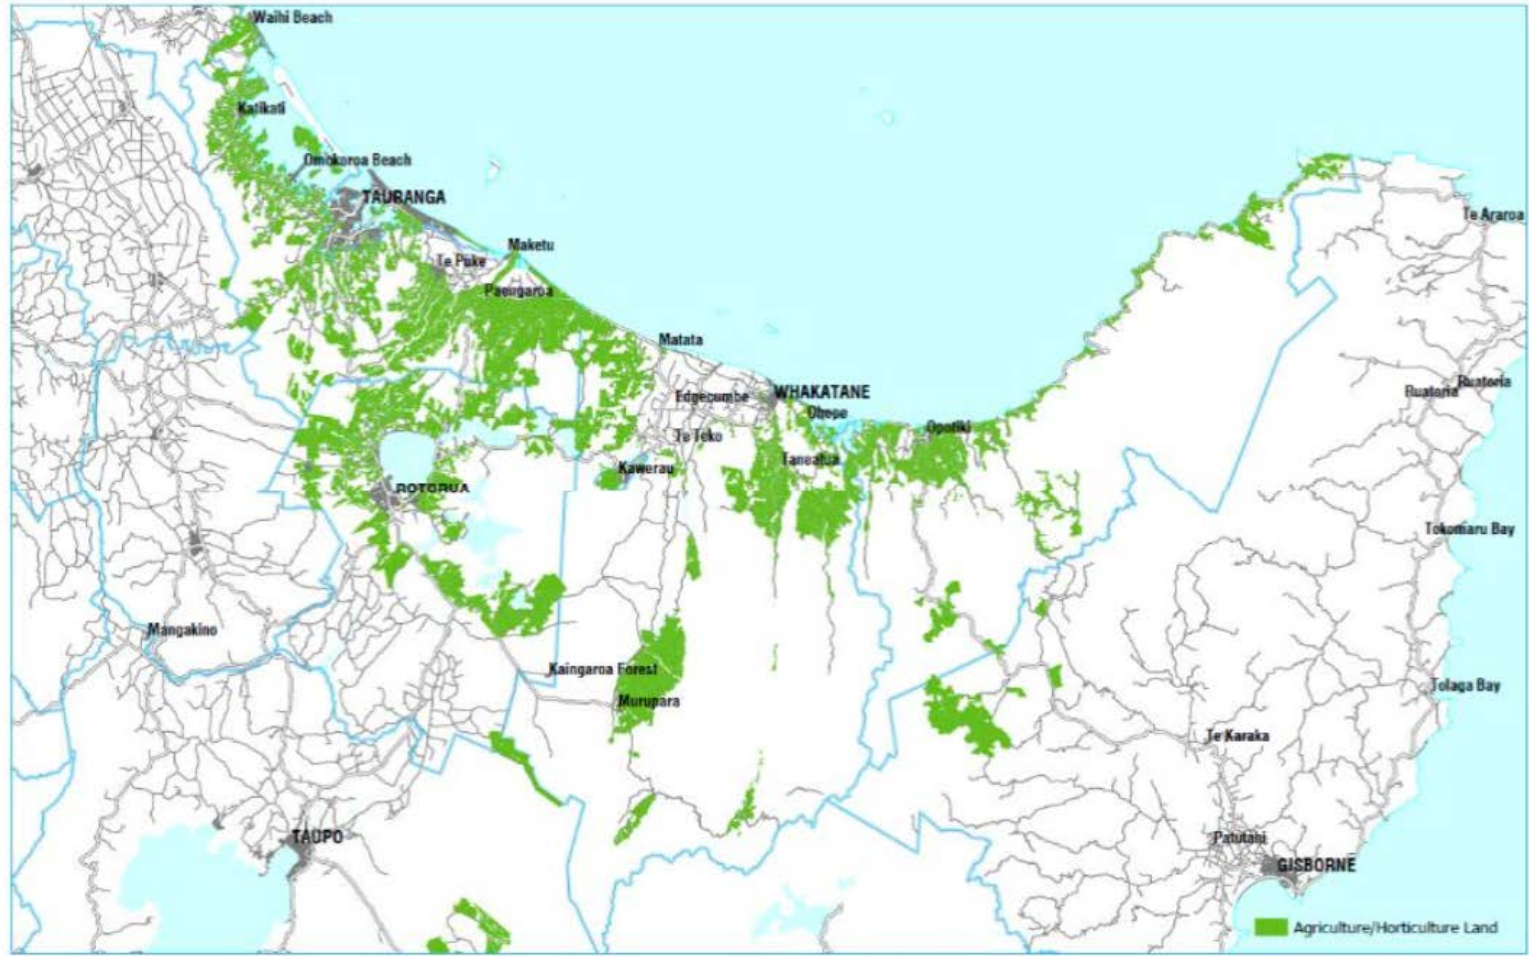 Waihi Beach
Katikati
Omokoroa Beach
TAURANGA
Te Araroa
Maketu
Te Puke
Paengaroa
Matata
Ruatoria
Ruatoria
Edgecumbe
WHAKATANE
Ohope
Opotiki
Te Teko
Taneatua
Kawerau
ROTORUA
Tokomaru Bay
Mangakino
Kaingaroa Forest
Tolaga Bay
Murupara
Te Karaka
TAUPO
Patutahi
GISBORNE
Agriculture/Horticulture Land